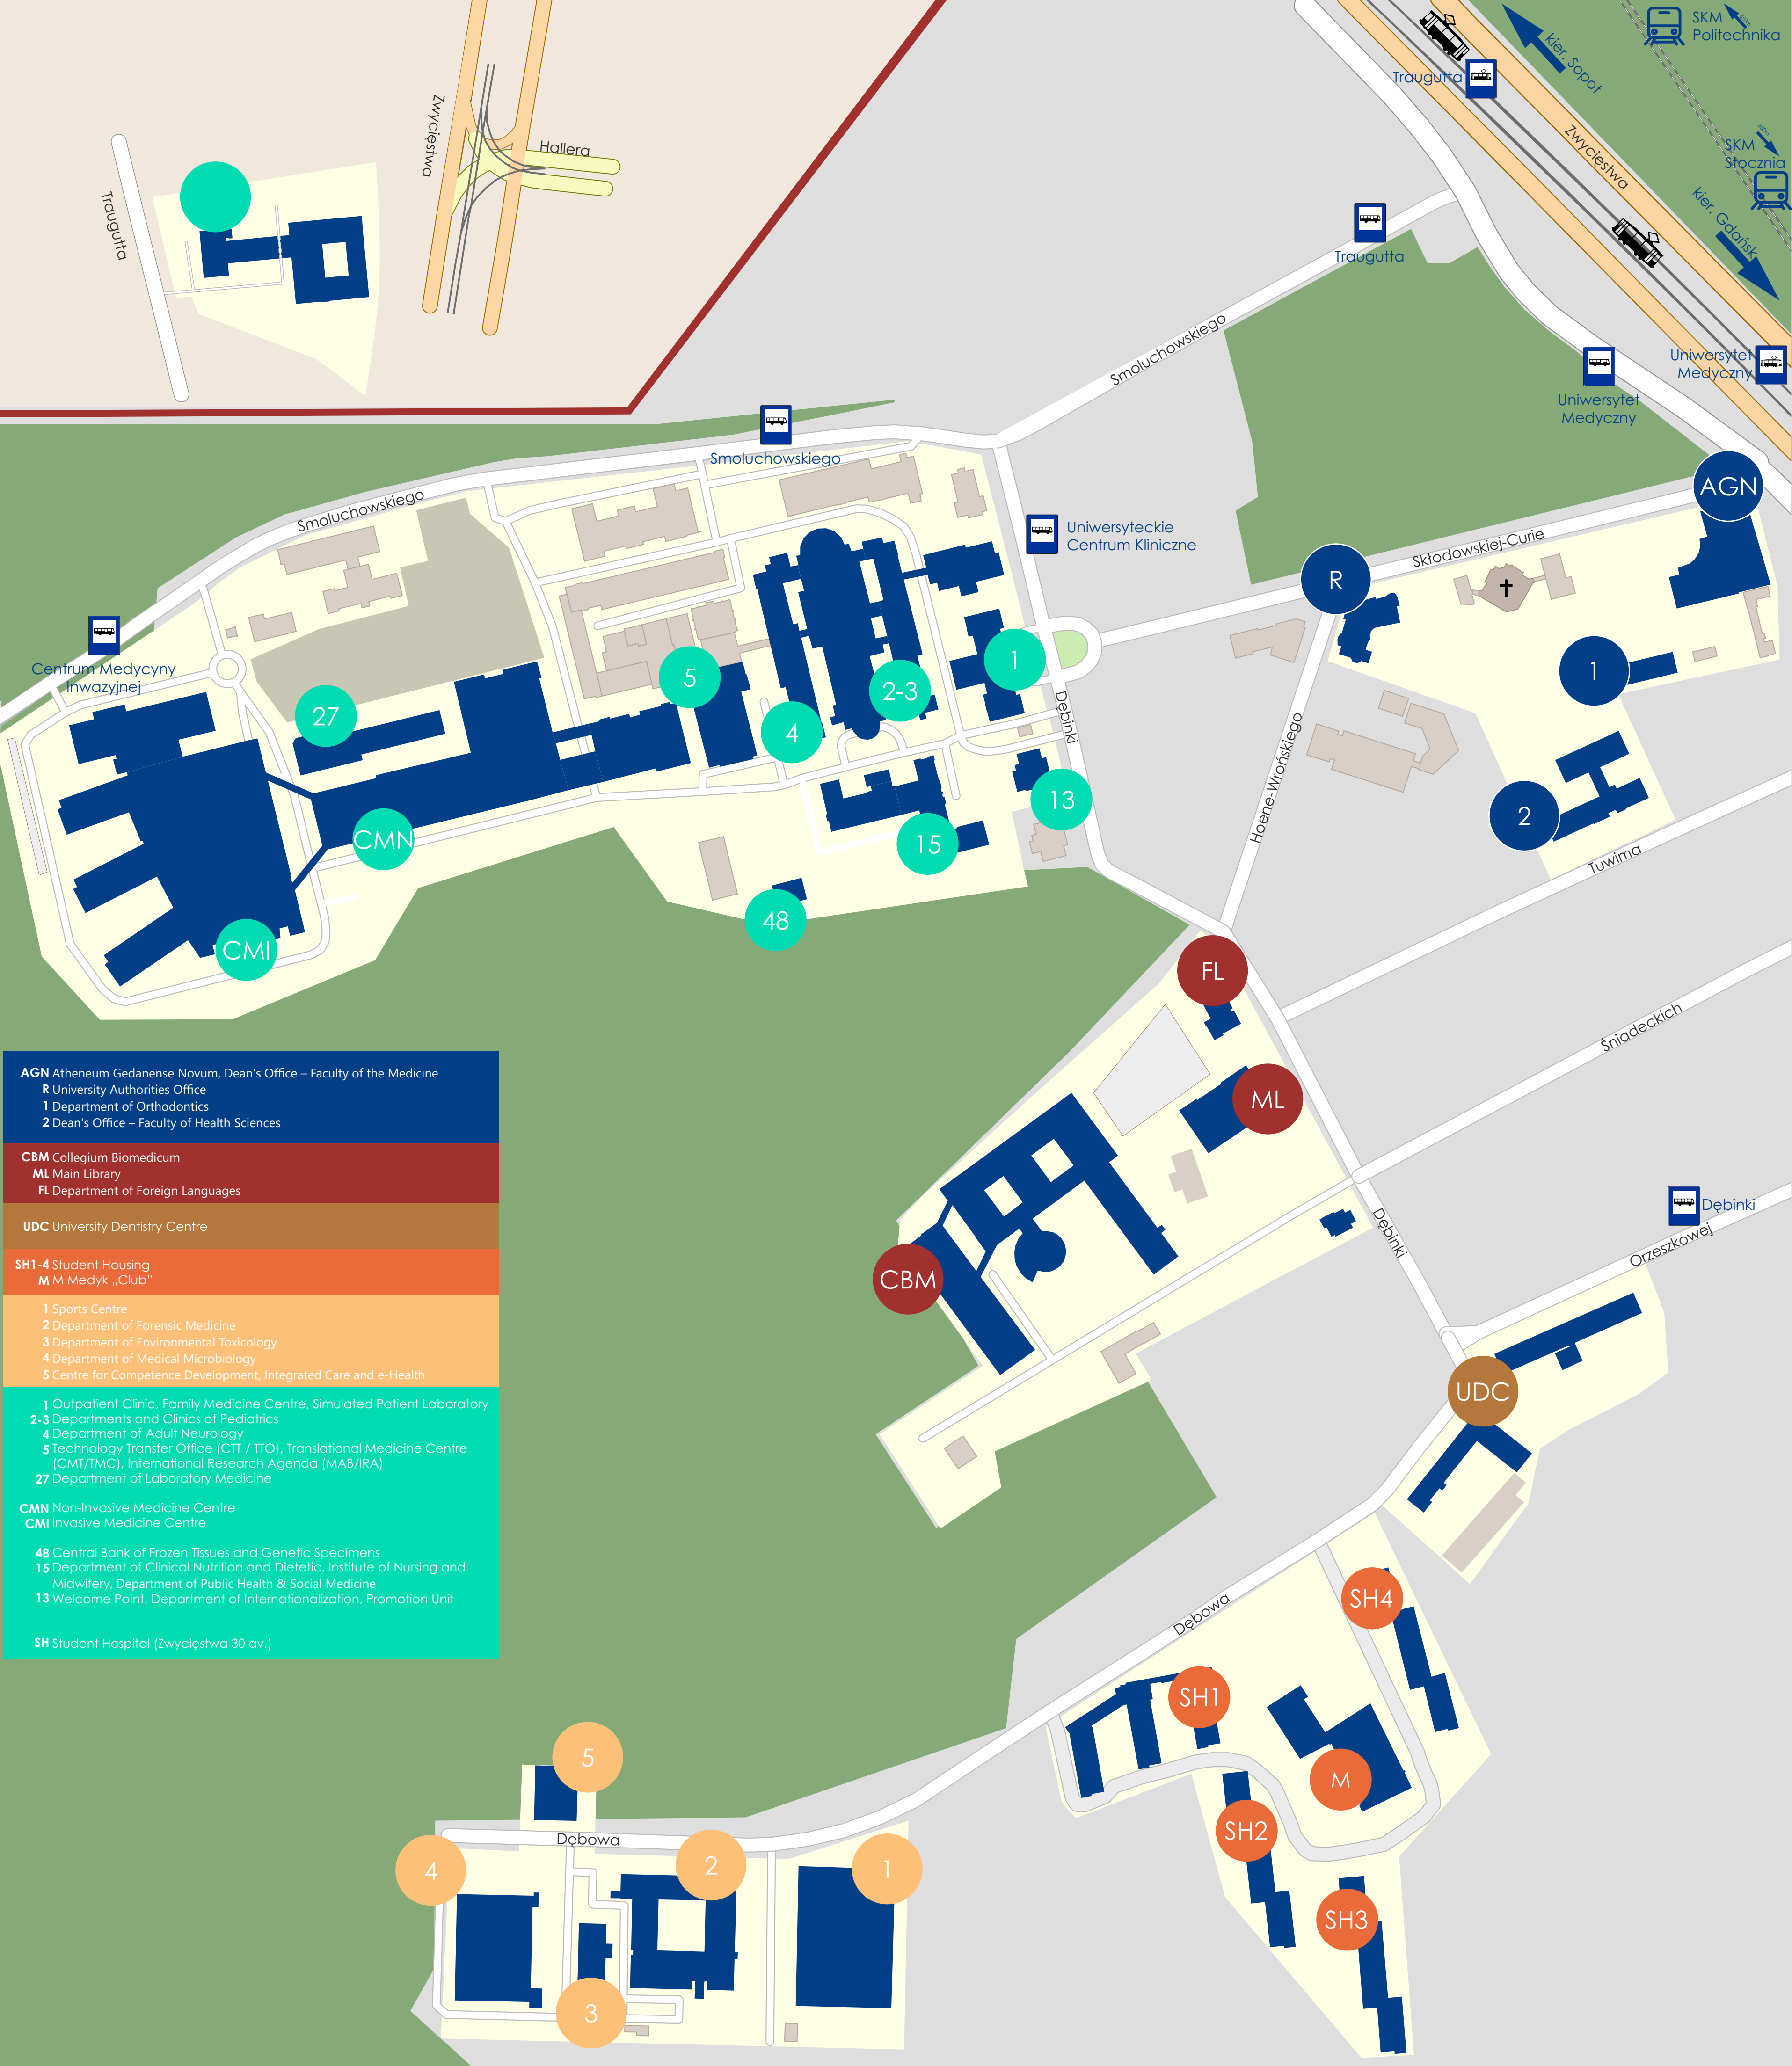 Zwycięstwa
Hallera
Traugutta
SKM
Politechnika
kier. Sopot
Traugutta
Zwycięstwa
SKM
Stocznia
kier. Gdańsk
Traugutta
Smoluchowskiego
Uniwersytet
Medyczny
Uniwersytet
Medyczny
Smoluchowskiego
Smoluchowskiego
AGN
Uniwersyteckie
Centrum Kliniczne
Skłodowskiej-Curie
R
Centrum Medycyny
Inwazyjnej
1
1
5
2-3
27
4
Dębinki
Hoene-Wrońskiego
13
2
CMN
15
Tuwima
48
CMI
FL
Śniadeckich
ML
Dębinki
Dębinki
Orzeszkowej
CBM
UDC
AGN Atheneum Gedanense Novum, Dean's Office – Faculty of the Medicine
R University Authorities Office
1 Department of Orthodontics
2 Dean's Office – Faculty of Health Sciences
CBM Collegium Biomedicum
ML Main Library
FL Department of Foreign Languages
UDC University Dentistry Centre
SH1-4 Student Housing
M M Medyk „Club”
1 Sports Centre
2 Department of Forensic Medicine
3 Department of Environmental Toxicology
4 Department of Medical Microbiology
5 Centre for Competence Development, Integrated Care and e-Health
1 Outpatient Clinic, Family Medicine Centre, Simulated Patient Laboratory
2-3 Departments and Clinics of Pediatrics
4 Department of Adult Neurology
5 Technology Transfer Office (CTT / TTO), Translational Medicine Centre
(CMT/TMC), International Research Agenda (MAB/IRA)
27 Department of Laboratory Medicine
CMN Non-Invasive Medicine Centre
CMI Invasive Medicine Centre
48 Central Bank of Frozen Tissues and Genetic Specimens
15 Department of Clinical Nutrition and Dietetic, Institute of Nursing and
Midwifery, Department of Public Health & Social Medicine
13 Welcome Point, Department of Internationalization, Promotion Unit
SH Student Hospital (Zwycięstwa 30 av.)
SH4
Dębowa
SH1
M
SH2
SH3
5
Dębowa
4
2
1
3